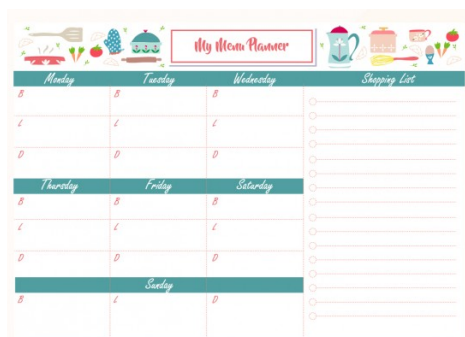 My Menu Planner
Monday Tuesday Wednesday Shopping List
B B B
L L L
D D D
Thursday Friday Saturday
B B B
L L L
D D D
Sunday
B L D